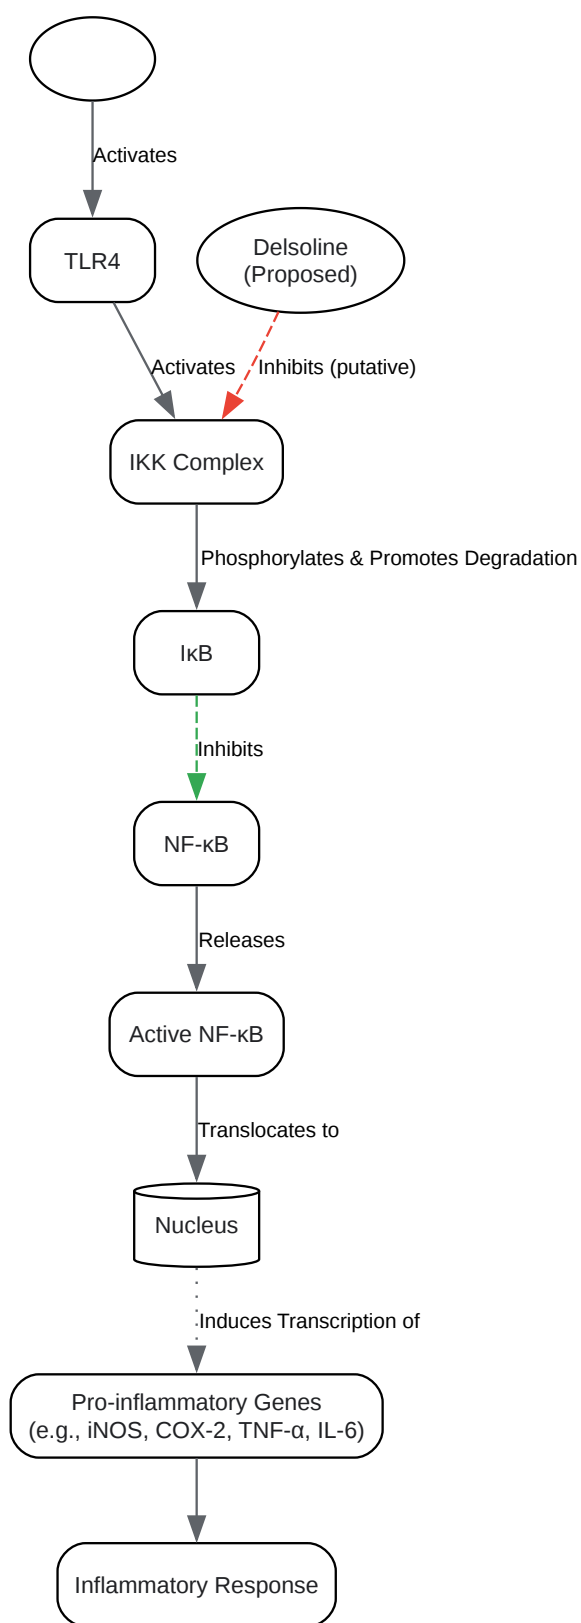 Activates
TLR4
Delsoline
(Proposed)
Activates
Inhibits (putative)
IKK Complex
Phosphorylates & Promotes Degradation
IκB
Inhibits
NF-κB
Releases
Active NF-κB
Translocates to
Nucleus
Induces Transcription of
Pro-inflammatory Genes
(e.g., iNOS, COX-2, TNF-α, IL-6)
Inflammatory Response